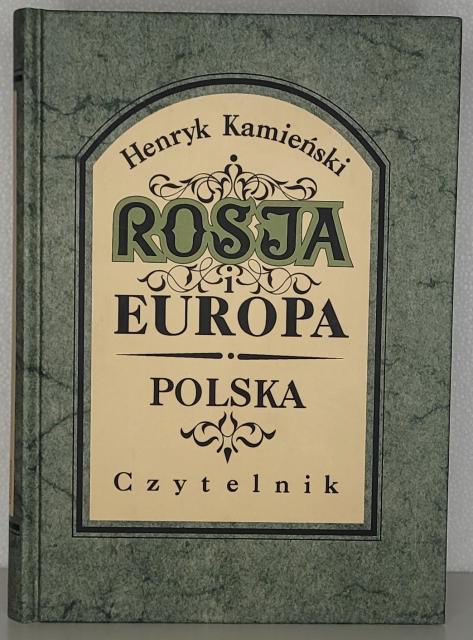 Henryk Kamieński
ROSJA
i
EUROPA
POLSKA
Czytelnik